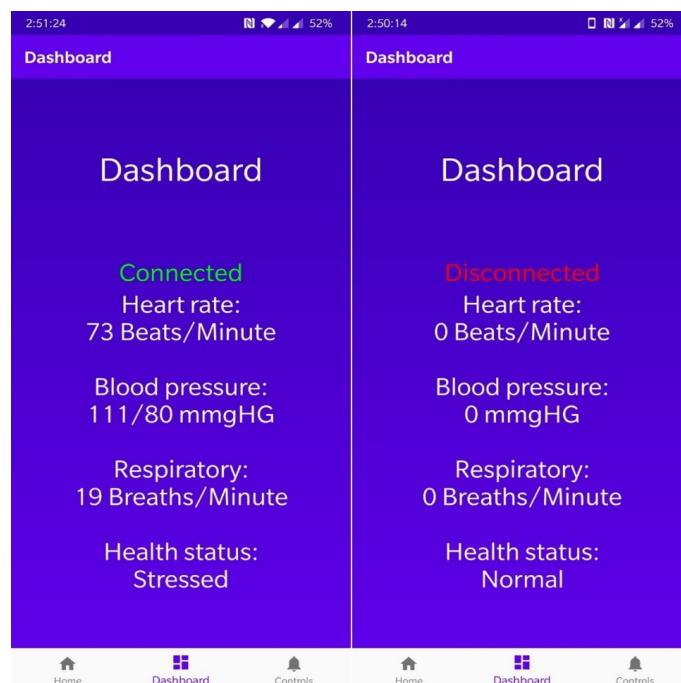 2:51:24
52%
Dashboard
Dashboard
Connected
Heart rate:
73 Beats/Minute
Blood pressure:
111/80 mmgHG
Respiratory:
19 Breaths/Minute
Health status:
Stressed
Home
Dashboard
Controls
2:50:14
52%
Dashboard
Dashboard
Disconnected
Heart rate:
0 Beats/Minute
Blood pressure:
0 mmgHG
Respiratory:
0 Breaths/Minute
Health status:
Normal
Home
Dashboard
Controls